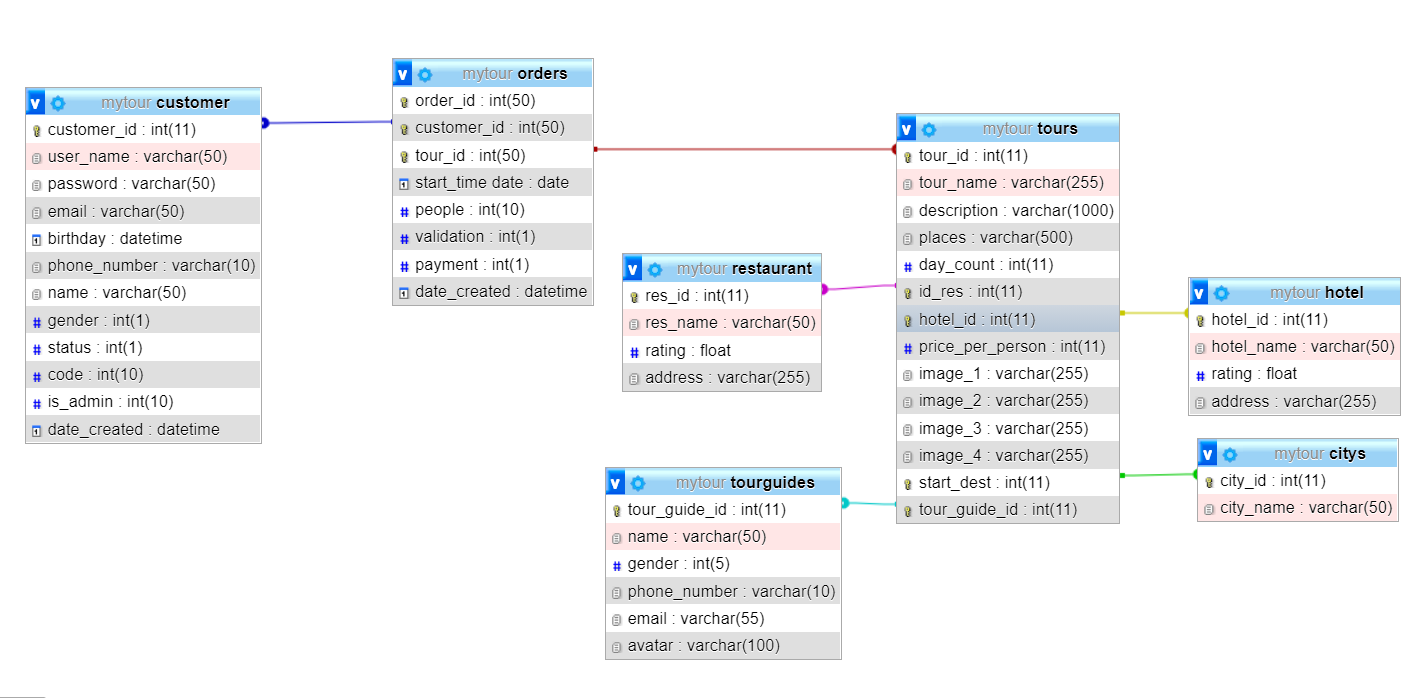 mytour customer
customer_id : int(11)
user_name : varchar(50)
password : varchar(50)
email : varchar(50)
birthday : datetime
phone_number : varchar(10)
name : varchar(50)
gender : int(1)
status : int(1)
code : int(10)
is_admin : int(10)
date_created : datetime
mytour orders
order_id : int(50)
customer_id : int(50)
tour_id : int(50)
start_time date : date
people : int(10)
validation : int(1)
payment : int(1)
date_created : datetime
mytour restaurant
res_id : int(11)
res_name : varchar(50)
rating : float
address : varchar(255)
mytour tourguides
tour_guide_id : int(11)
name : varchar(50)
gender : int(5)
phone_number : varchar(10)
email : varchar(55)
avatar : varchar(100)
mytour tours
tour_id : int(11)
tour_name : varchar(255)
description : varchar(1000)
places : varchar(500)
day_count : int(11)
id_res : int(11)
hotel_id : int(11)
price_per_person : int(11)
image_1 : varchar(255)
image_2 : varchar(255)
image_3 : varchar(255)
image_4 : varchar(255)
start_dest : int(11)
tour_guide_id : int(11)
mytour hotel
hotel_id : int(11)
hotel_name : varchar(50)
rating : float
address : varchar(255)
mytour citys
city_id : int(11)
city_name : varchar(50)